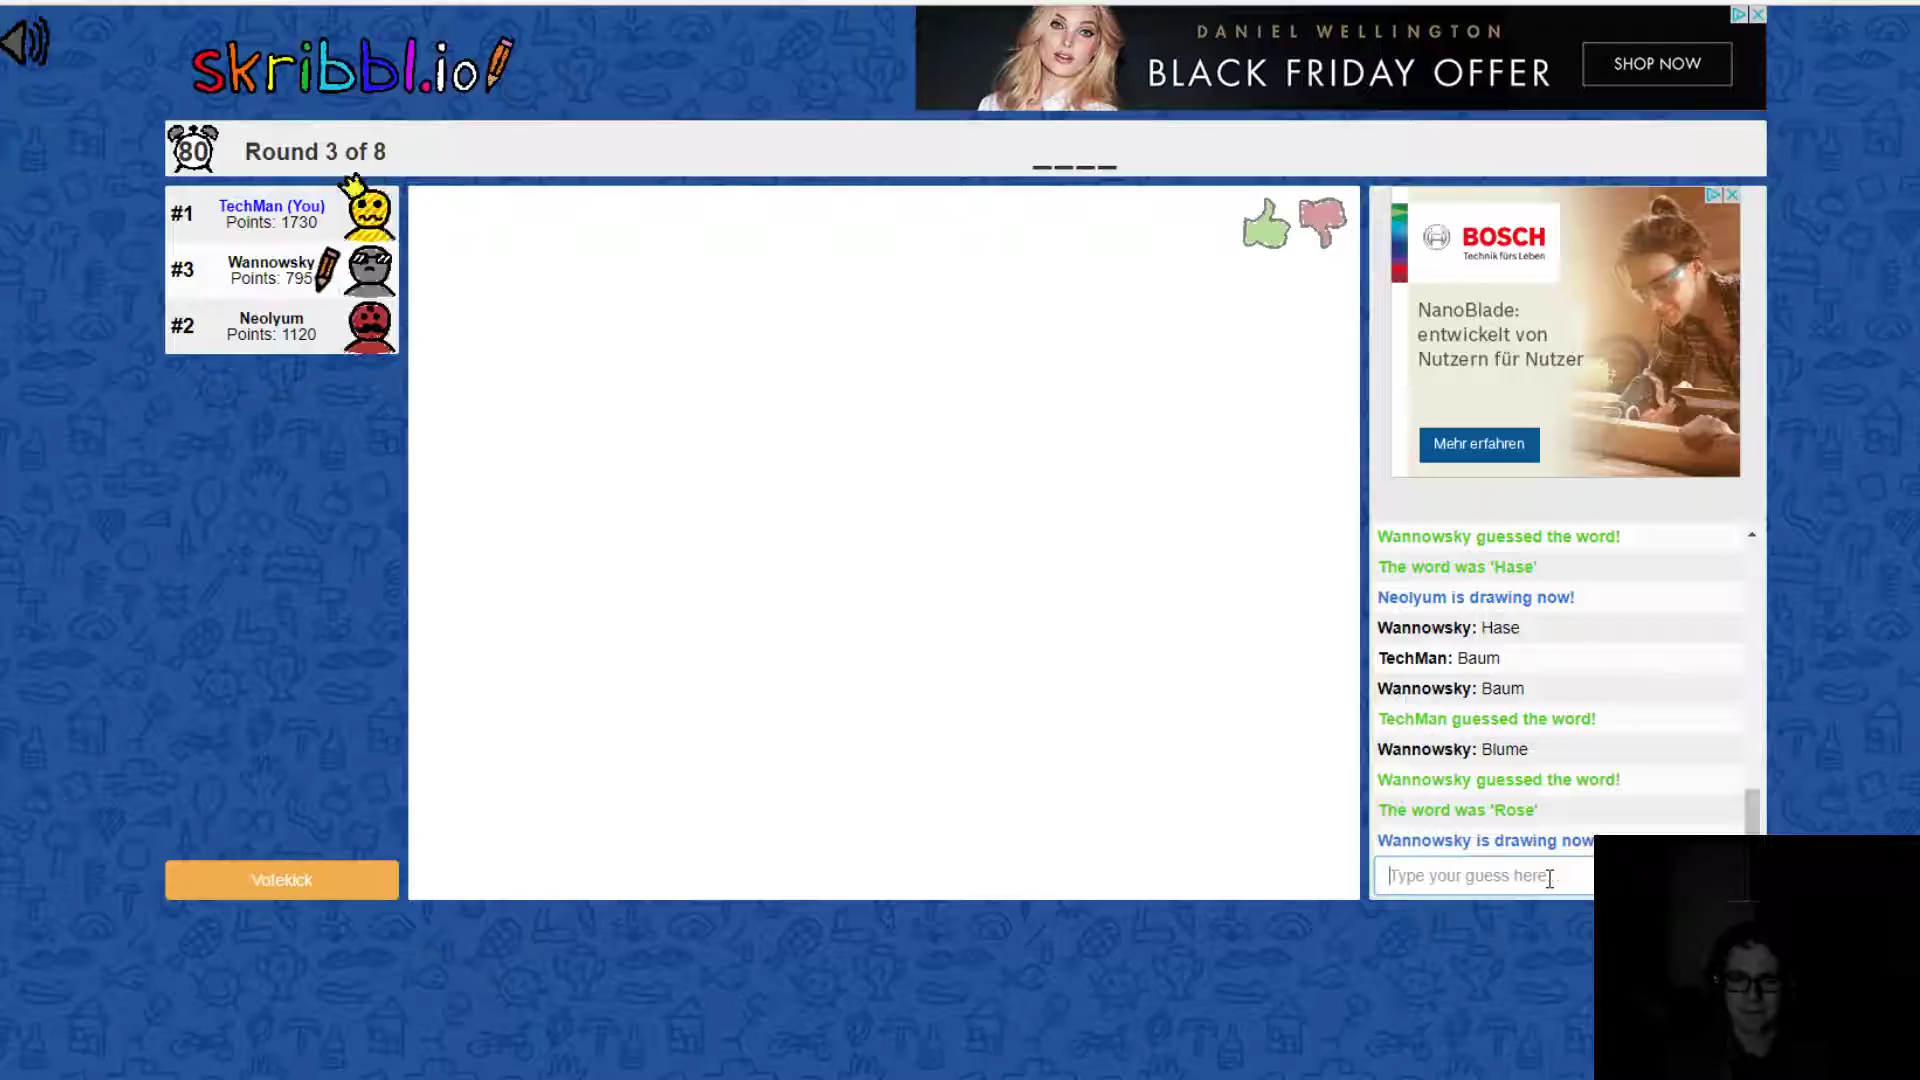 skribbl.io
DANIEL WELLINGTON
BLACK FRIDAY OFFER
SHOP NOW
80
Round 3 of 8
____
#1
TechMan (You)
Points: 1730
#3
Wannowsky
Points: 795
#2
Neolyum
Points: 1120
Votekick
BOSCH
Technik fürs Leben
NanoBlade:
entwickelt von
Nutzern für Nutzer
Mehr erfahren
Wannowsky guessed the word!
The word was 'Hase'
Neolyum is drawing now!
Wannowsky: Hase
TechMan: Baum
Wannowsky: Baum
TechMan guessed the word!
Wannowsky: Blume
Wannowsky guessed the word!
The word was 'Rose'
Wannowsky is drawing now
Type your guess here